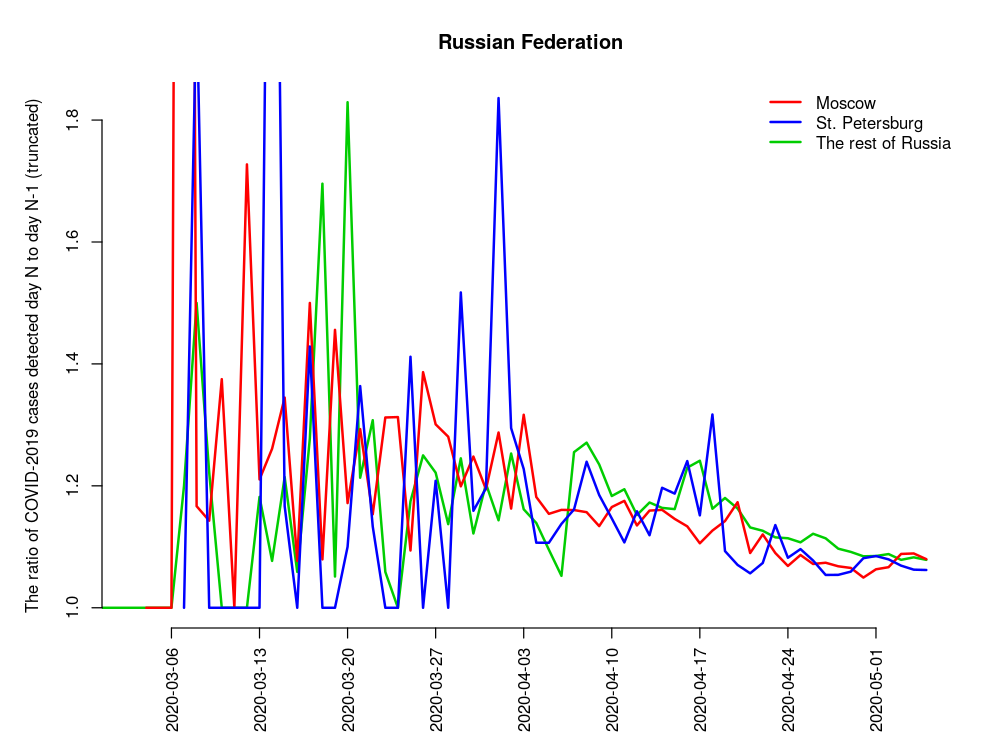 Russian Federation
The ratio of COVID-2019 cases detected day N to day N-1 (truncated)
1.8
1.6
1.4
1.2
1.0
Moscow
St. Petersburg
The rest of Russia
2020-03-06
2020-03-13
2020-03-20
2020-03-27
2020-04-03
2020-04-10
2020-04-17
2020-04-24
2020-05-01